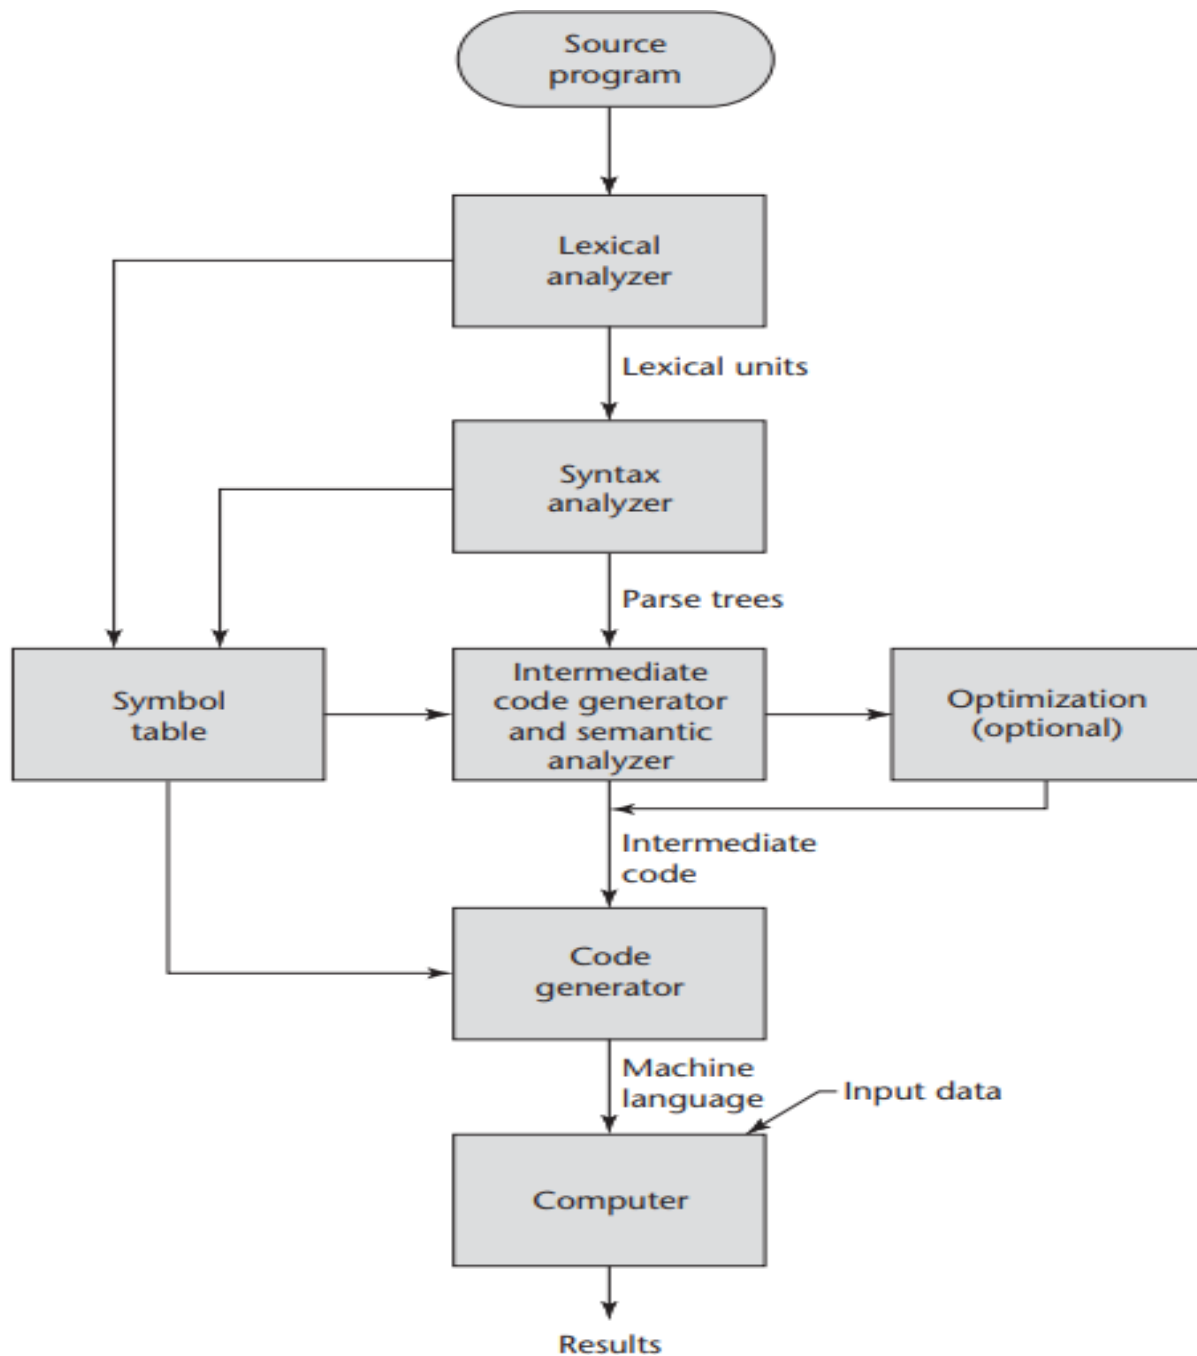 Source
program
Lexical
analyzer
Lexical units
Syntax
analyzer
Parse trees
Symbol
table
Intermediate
code generator
and semantic
analyzer
Optimization
(optional)
Intermediate
code
Code
generator
Machine
language
Input data
Computer
Results